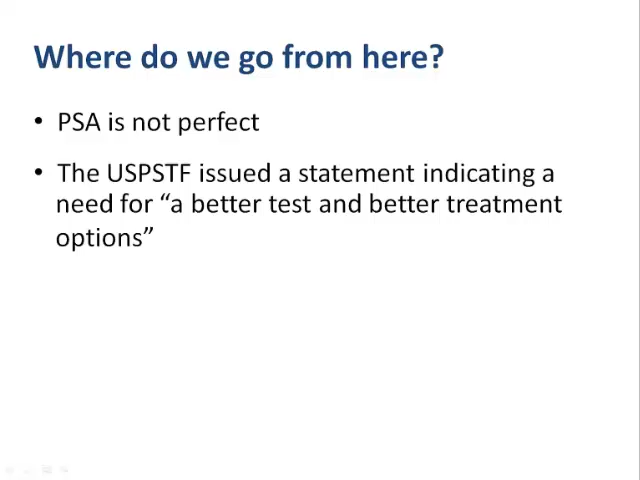 Where do we go from here?
• PSA is not perfect
• The USPSTF issued a statement indicating a
need for “a better test and better treatment
options”